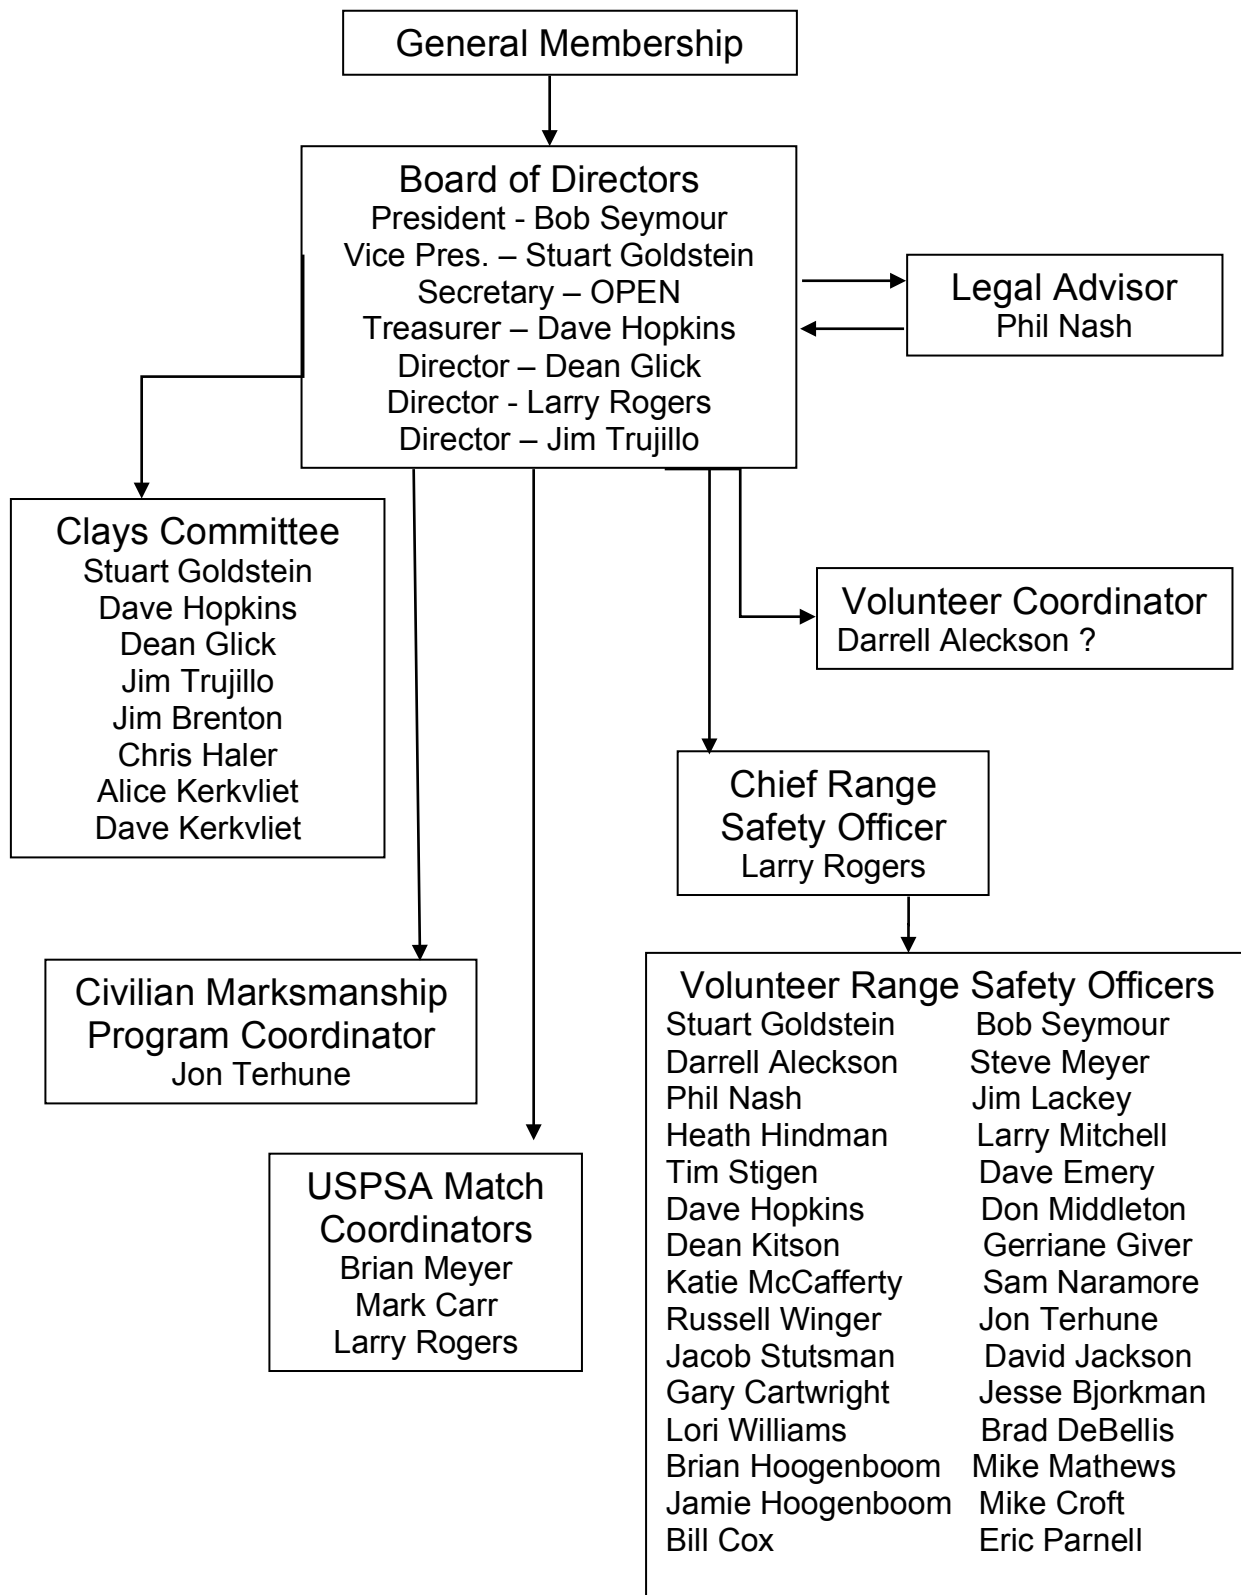 General Membership
Board of Directors
President - Bob Seymour
Vice Pres. – Stuart Goldstein
Secretary – OPEN
Treasurer – Dave Hopkins
Director – Dean Glick
Director - Larry Rogers
Director – Jim Trujillo
Legal Advisor
Phil Nash
Clays Committee
Stuart Goldstein
Dave Hopkins
Dean Glick
Jim Trujillo
Jim Brenton
Chris Haler
Alice Kerkvliet
Dave Kerkvliet
Volunteer Coordinator
Darrell Aleckson ?
Chief Range
Safety Officer
Larry Rogers
Civilian Marksmanship
Program Coordinator
Jon Terhune
USPSA Match
Coordinators
Brian Meyer
Mark Carr
Larry Rogers
Volunteer Range Safety Officers
Stuart Goldstein Bob Seymour
Darrell Aleckson Steve Meyer
Phil Nash Jim Lackey
Heath Hindman Larry Mitchell
Tim Stigen Dave Emery
Dave Hopkins Don Middleton
Dean Kitson Gerriane Giver
Katie McCafferty Sam Naramore
Russell Winger Jon Terhune
Jacob Stutsman David Jackson
Gary Cartwright Jesse Bjorkman
Lori Williams Brad DeBellis
Brian Hoogenboom Mike Mathews
Jamie Hoogenboom Mike Croft
Bill Cox Eric Parnell